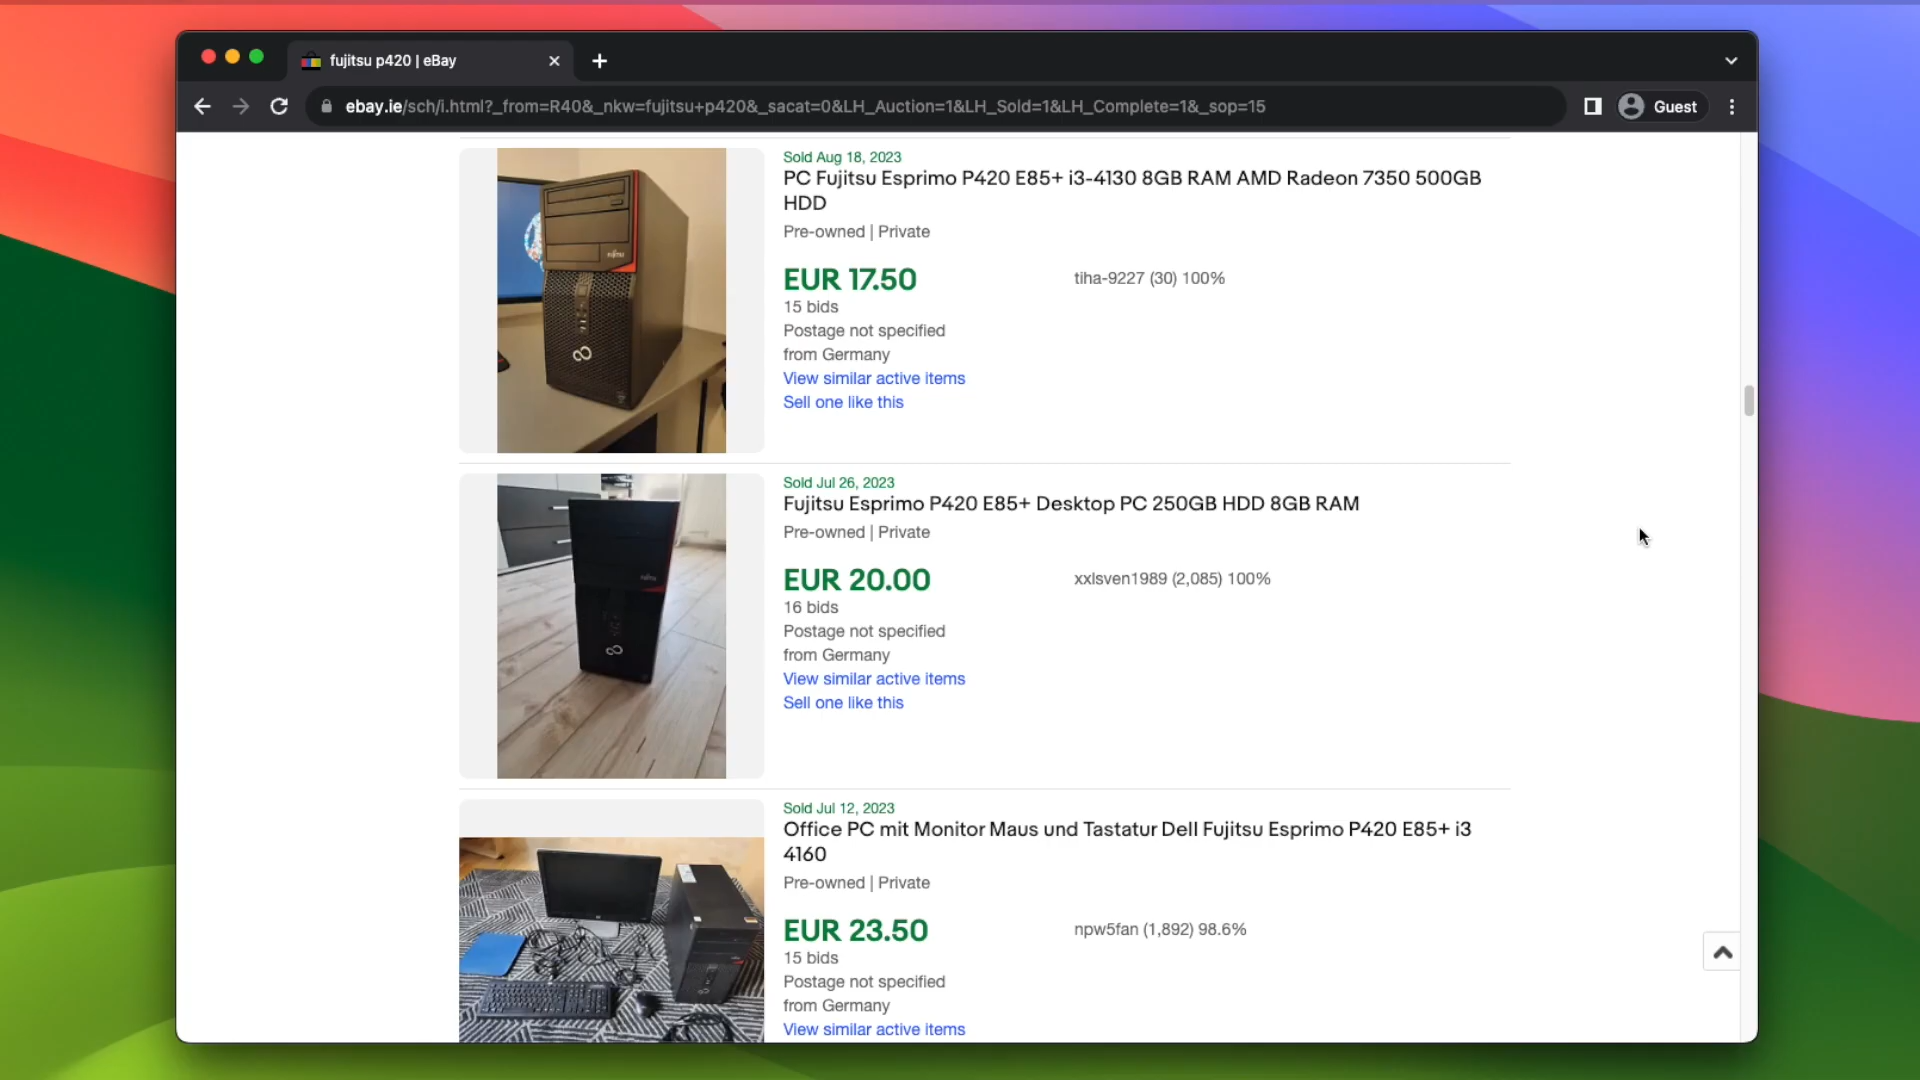 fujitsu p420 | eBay
ebay.ie/sch/i.html?_from=R40&_nkw=fujitsu+p420&_sacat=0&LH_Auction=1&LH_Sold=1&LH_Complete=1&_sop=15
Guest
Sold Aug 18, 2023
PC Fujitsu Esprimo P420 E85+ i3-4130 8GB RAM AMD Radeon 7350 500GB
HDD
Pre-owned | Private
EUR 17.50
tiha-9227 (30) 100%
15 bids
Postage not specified
from Germany
View similar active items
Sell one like this
Sold Jul 26, 2023
Fujitsu Esprimo P420 E85+ Desktop PC 250GB HDD 8GB RAM
Pre-owned | Private
EUR 20.00
xxlsven1989 (2,085) 100%
16 bids
Postage not specified
from Germany
View similar active items
Sell one like this
Sold Jul 12, 2023
Office PC mit Monitor Maus und Tastatur Dell Fujitsu Esprimo P420 E85+ i3
4160
Pre-owned | Private
EUR 23.50
npw5fan (1,892) 98.6%
15 bids
Postage not specified
from Germany
View similar active items